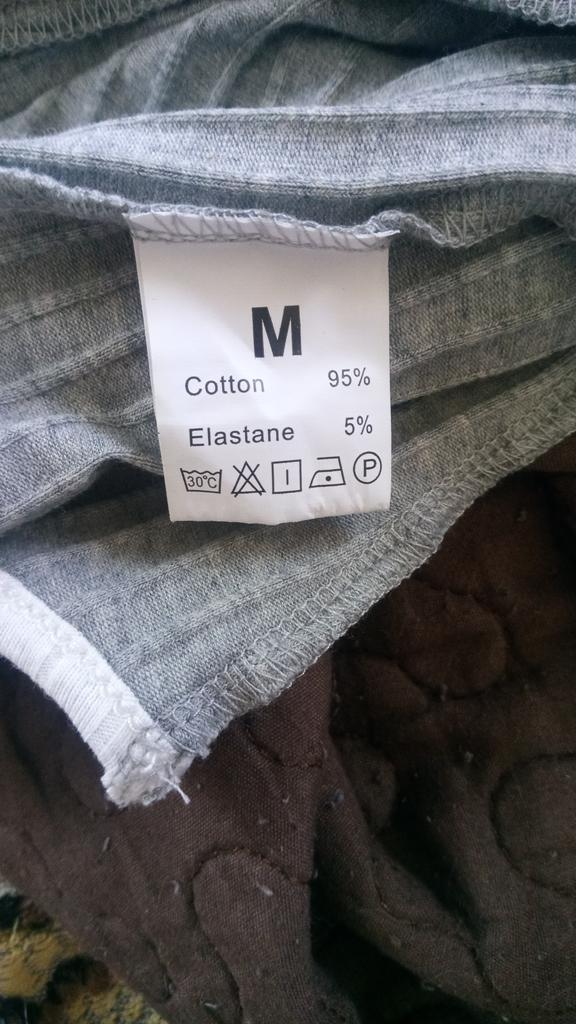 M
Cotton 95%
Elastane 5%
30°C P